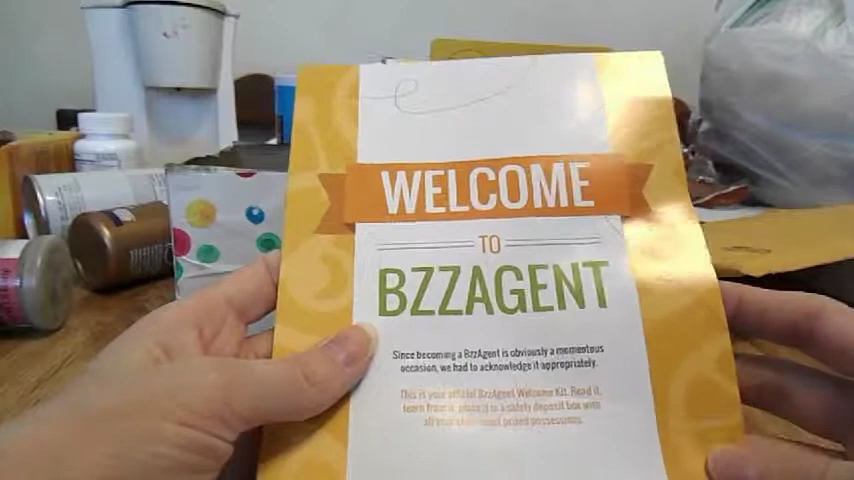 WELCOME
TO
BZZAGENT
Since becoming a BzzAgent is obviously a momentous
occasion, we had to acknowledge it appropriately.
This is your official BzzAgent Welcome Kit. Read it,
learn from it, place it in a safety deposit box with
all your other most prized possessions.